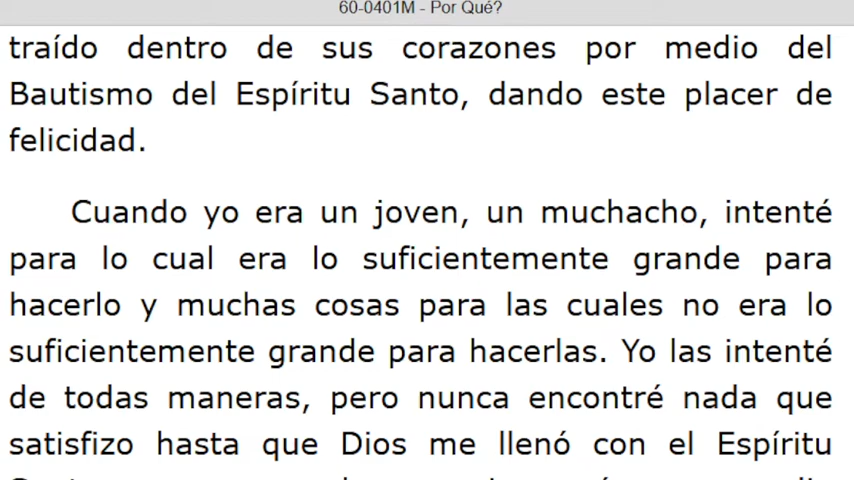 60-0401M - Por Qué?
traído dentro de sus corazones por medio del
Bautismo del Espíritu Santo, dando este placer de
felicidad.
Cuando yo era un joven, un muchacho, intenté
para lo cual era lo suficientemente grande para
hacerlo y muchas cosas para las cuales no era lo
suficientemente grande para hacerlas. Yo las intenté
de todas maneras, pero nunca encontré nada que
satisfizo hasta que Dios me llenó con el Espíritu